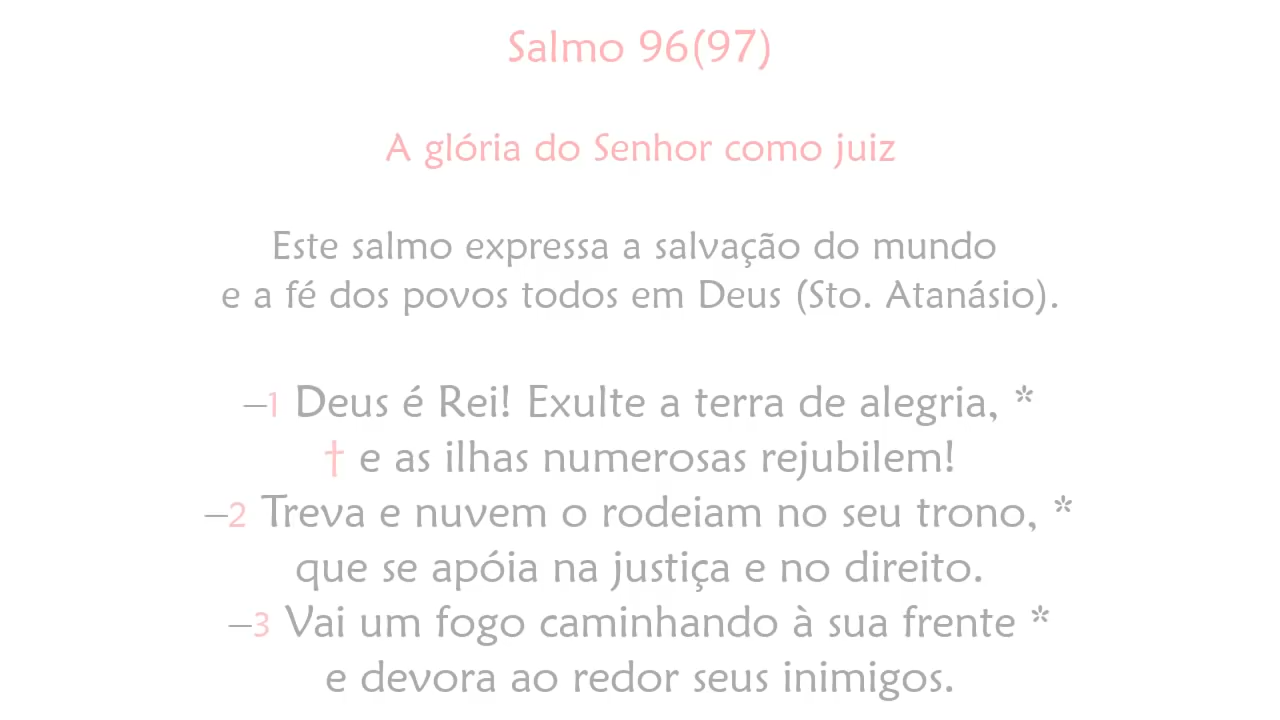 Salmo 96(97)
A glória do Senhor como juiz
Este salmo expressa a salvação do mundo
e a fé dos povos todos em Deus (Sto. Atanásio).
–1 Deus é Rei! Exulte a terra de alegria, *
† e as ilhas numerosas rejubilem!
–2 Treva e nuvem o rodeiam no seu trono, *
que se apóia na justiça e no direito.
–3 Vai um fogo caminhando à sua frente *
e devora ao redor seus inimigos.